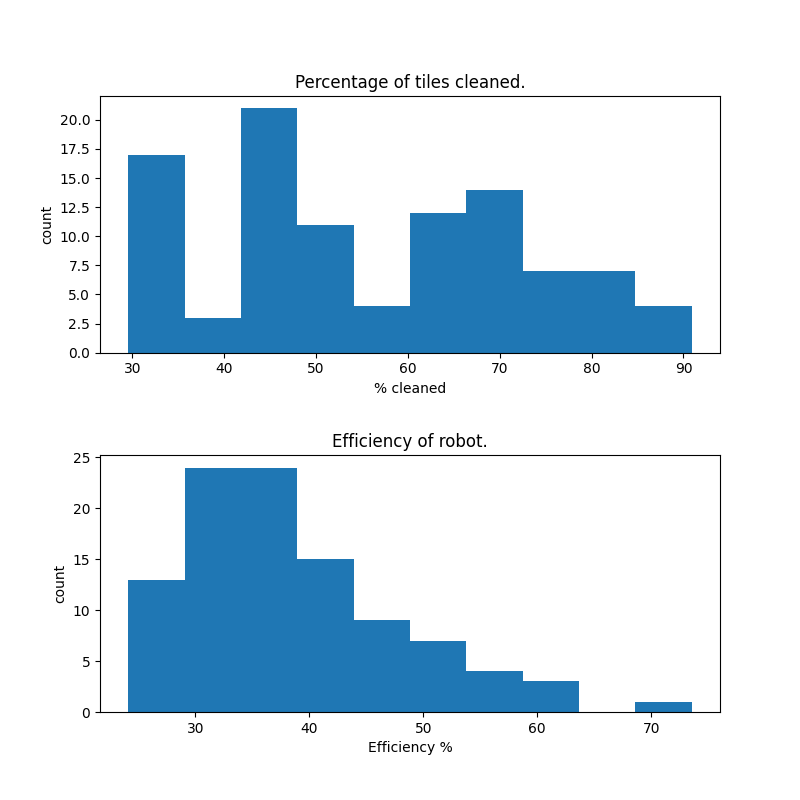 Percentage of tiles cleaned.
20.0
17.5
15.0
12.5
10.0
7.5
5.0
2.5
0.0
count
30 40 50 60 70 80 90
% cleaned
Efficiency of robot.
25
20
15
10
5
0
count
30 40 50 60 70
Efficiency %